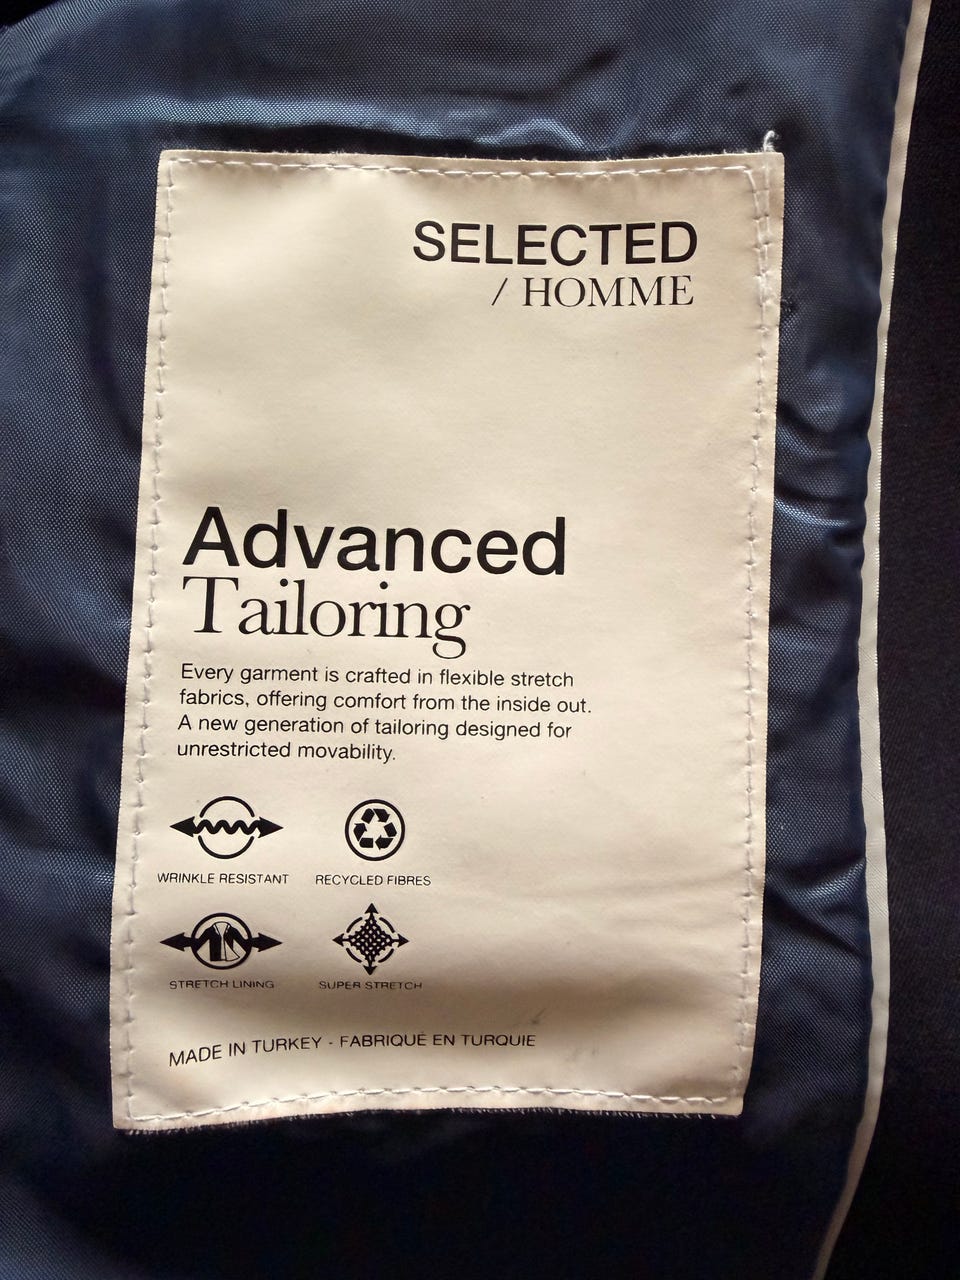 SELECTED
/ HOMME
Advanced
Tailoring
Every garment is crafted in flexible stretch
fabrics, offering comfort from the inside out.
A new generation of tailoring designed for
unrestricted movability.
WRINKLE RESISTANT RECYCLED FIBRES
STRETCH LINING SUPER STRETCH
MADE IN TURKEY - FABRIQUÉ EN TURQUIE